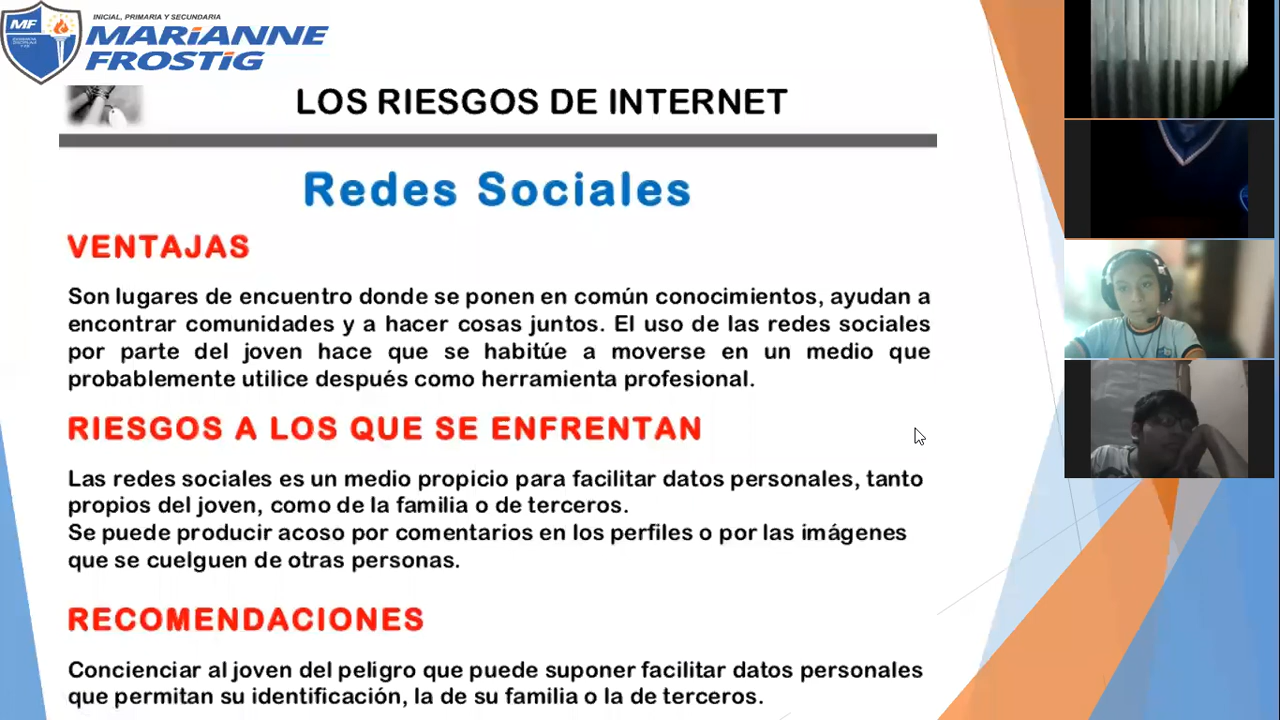 INICIAL, PRIMARIA Y SECUNDARIA
MF
MARiANNE
FROSTiG
LOS RIESGOS DE INTERNET
Redes Sociales
VENTAJAS
Son lugares de encuentro donde se ponen en común conocimientos, ayudan a
encontrar comunidades y a hacer cosas juntos. El uso de las redes sociales
por parte del joven hace que se habitúe a moverse en un medio que
probablemente utilice después como herramienta profesional.
RIESGOS A LOS QUE SE ENFRENTAN
Las redes sociales es un medio propicio para facilitar datos personales, tanto
propios del joven, como de la familia o de terceros.
Se puede producir acoso por comentarios en los perfiles o por las imágenes
que se cuelguen de otras personas.
RECOMENDACIONES
Concienciar al joven del peligro que puede suponer facilitar datos personales
que permitan su identificación, la de su familia o la de terceros.